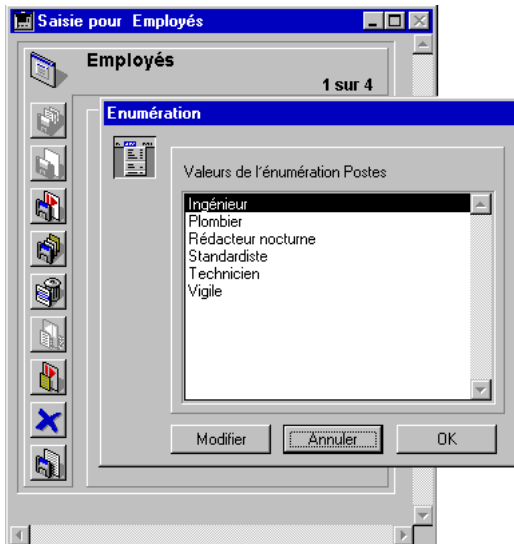 Saisie pour Employés
Employés
1 sur 4
Enumération
Valeurs de l'énumération Postes
Ingénieur
Plombier
Rédacteur nocturne
Standardiste
Technicien
Vigile
Modifier
Annuler
OK